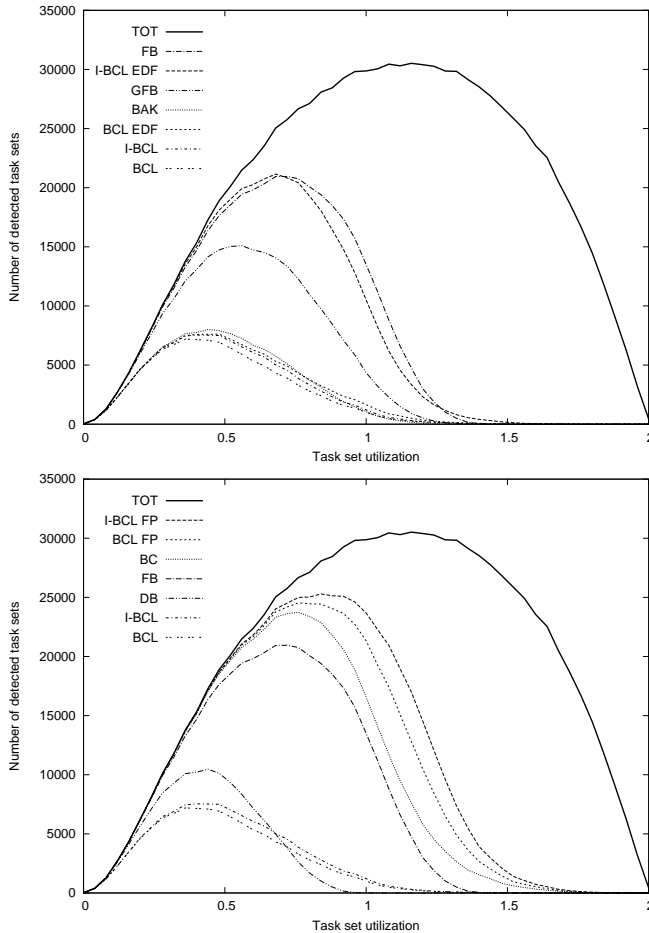 35000
30000
25000
20000
15000
10000
5000
0
Number of detected task sets
TOT
FB
I-BCL EDF
GFB
BAK
BCL EDF
I-BCL
BCL
0 0.5 1 1.5 2
Task set utilization
35000
30000
25000
20000
15000
10000
5000
0
Number of detected task sets
TOT
I-BCL FP
BCL FP
BC
FB
DB
I-BCL
BCL
0 0.5 1 1.5 2
Task set utilization